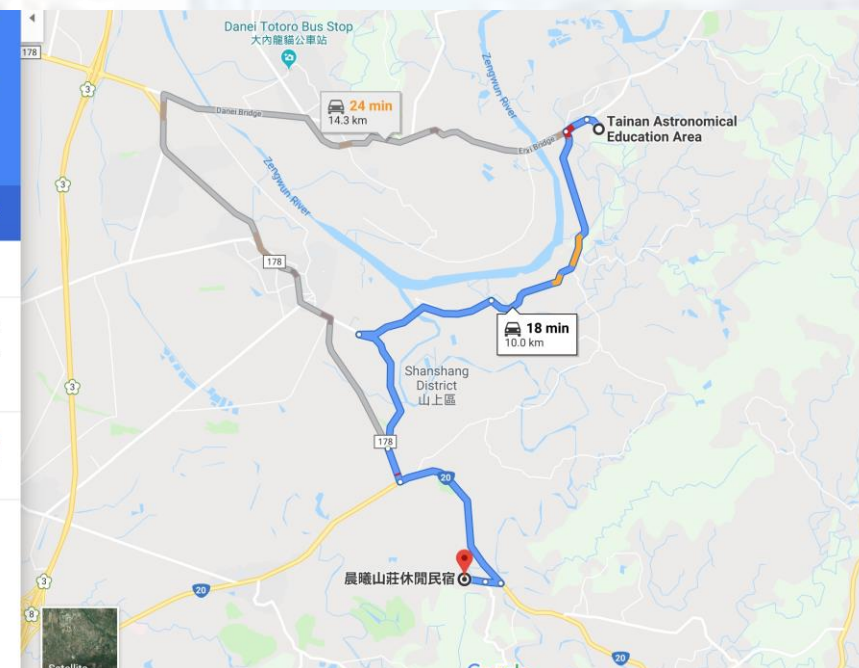 Danei Totoro Bus Stop
大內龍貓公車站
178
3
24 min
14.3 km
Danei Bridge
Zengwun River
Eryi Bridge
Tainan Astronomical
Education Area
3
Zengwun River
178
18 min
10.0 km
Shanshang
District
山上區
3
178
20
晨曦山莊休閒民宿
3
20
8
20
Satellite